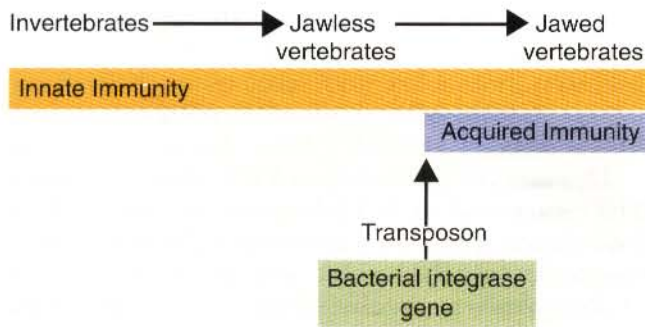 Invertebrates
Jawless
vertebrates
Jawed
vertebrates
Innate Immunity
Acquired Immunity
Transposon
Bacterial integrase
gene